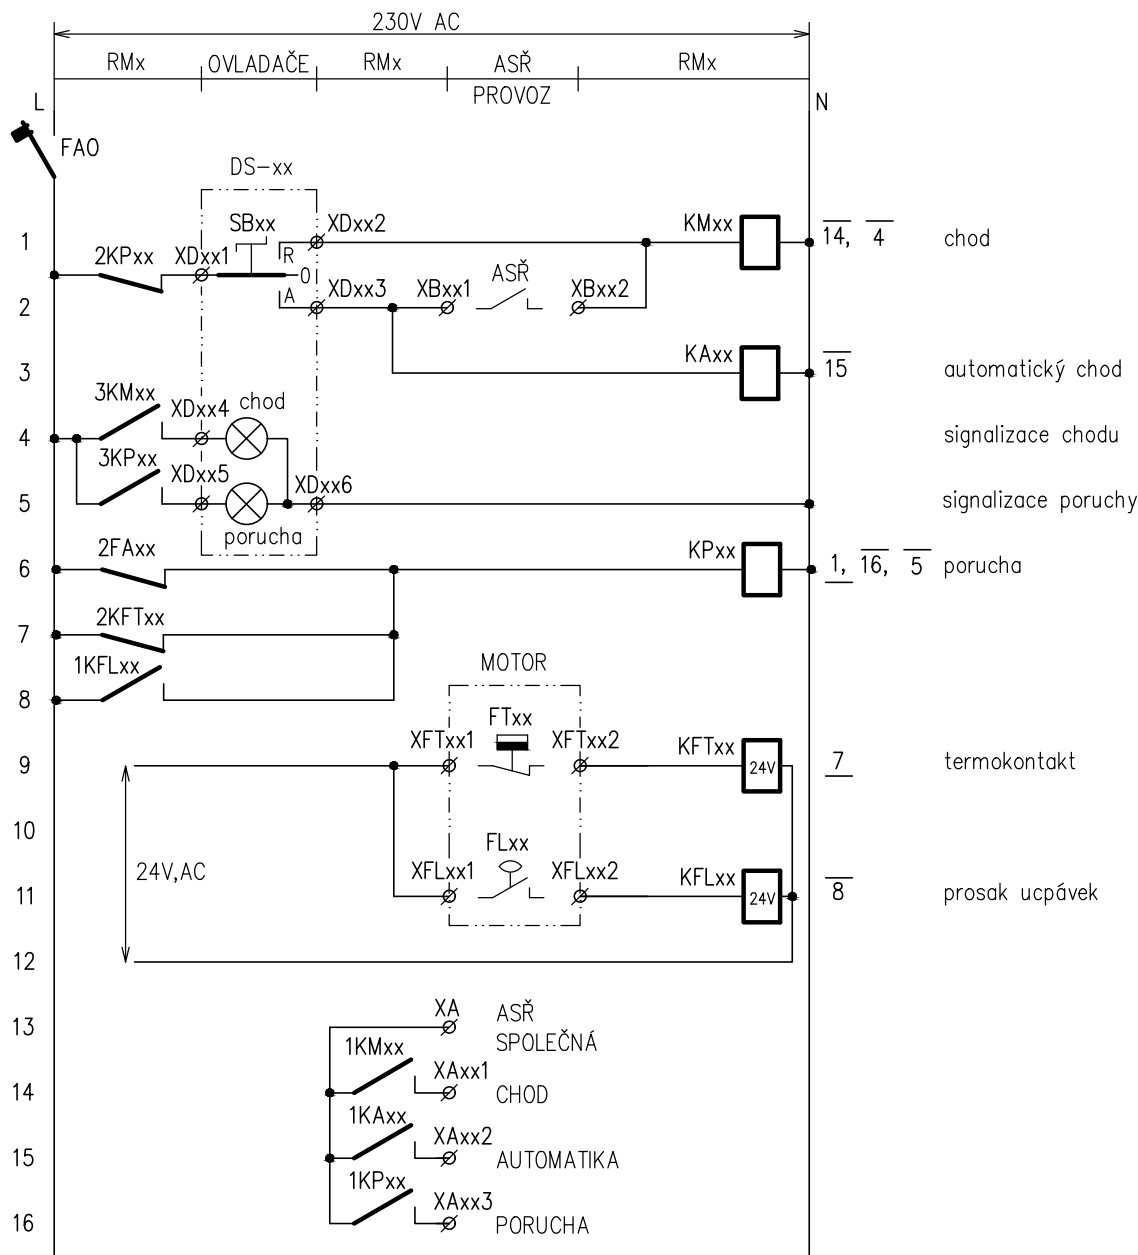 230V AC
RMx OVLADAČE RMx ASŘ RMx
PROVOZ
L N
FA0
DS-xx
SBxx XDxx2 KMxx
1 R 14, 4 chod
2KPxx XDxx1 0 ASŘ
A XDxx3 XBxx1 XBxx2
2
KAxx
3 15 automatický chod
3KMxx chod
XDxx4
4 signalizace chodu
3KPxx XDxx5 XDxx6
5 signalizace poruchy
porucha
2FAxx KPxx
6 1, 16, 5 porucha
2KFTxx
7
1KFLxx MOTOR
8
FTxx
XFTxx1 XFTxx2 KFTxx
9 24V 7 termokontakt
10
FLxx
24V,AC XFLxx1 XFLxx2 KFLxx
11 24V 8 prosak ucpávek
12
XA ASŘ
13
SPOLEČNÁ
1KMxx
XAxx1
14 CHOD
1KAxx
XAxx2
15 AUTOMATIKA
1KPxx
XAxx3
16 PORUCHA